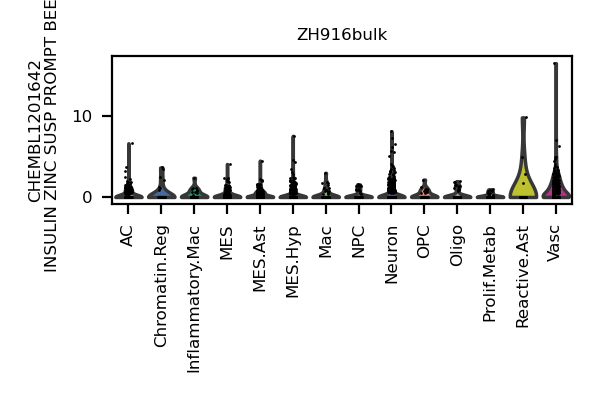 ZH916bulk
CHEMBL1201642
INSULIN ZINC SUSP PROMPT BEE
10
0
AC
Chromatin.Reg
Inflammatory.Mac
MES
MES.Ast
MES.Hyp
Mac
NPC
Neuron
OPC
Oligo
Prolif.Metab
Reactive.Ast
Vasc